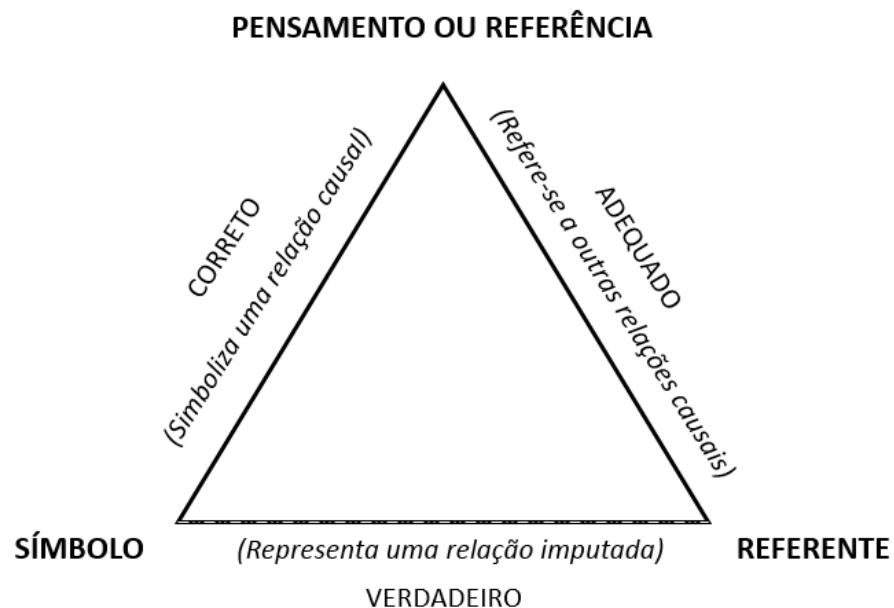 PENSAMENTO OU REFERÊNCIA
CORRETO
(Simboliza uma relação causal)
(Refere-se a outras relações causais)
ADEQUADO
SÍMBOLO
(Representa uma relação imputada)
REFERENTE
VERDADEIRO